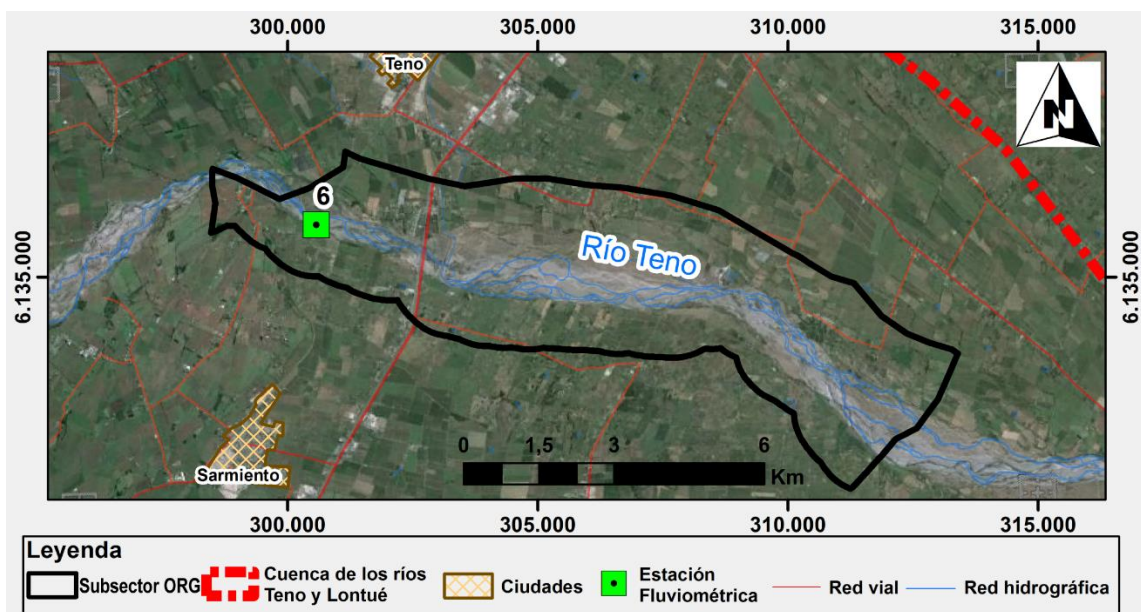 300.000 305.000 310.000 315.000
Teno
N
6
Río Teno
6.135.000 6.135.000
Sarmiento
0 1,5 3 6
Km
300.000 305.000 310.000 315.000
Leyenda
Subsector ORG
Cuenca de los ríos
Teno y Lontué
Ciudades
Estación
Fluviométrica
Red vial
Red hidrográfica